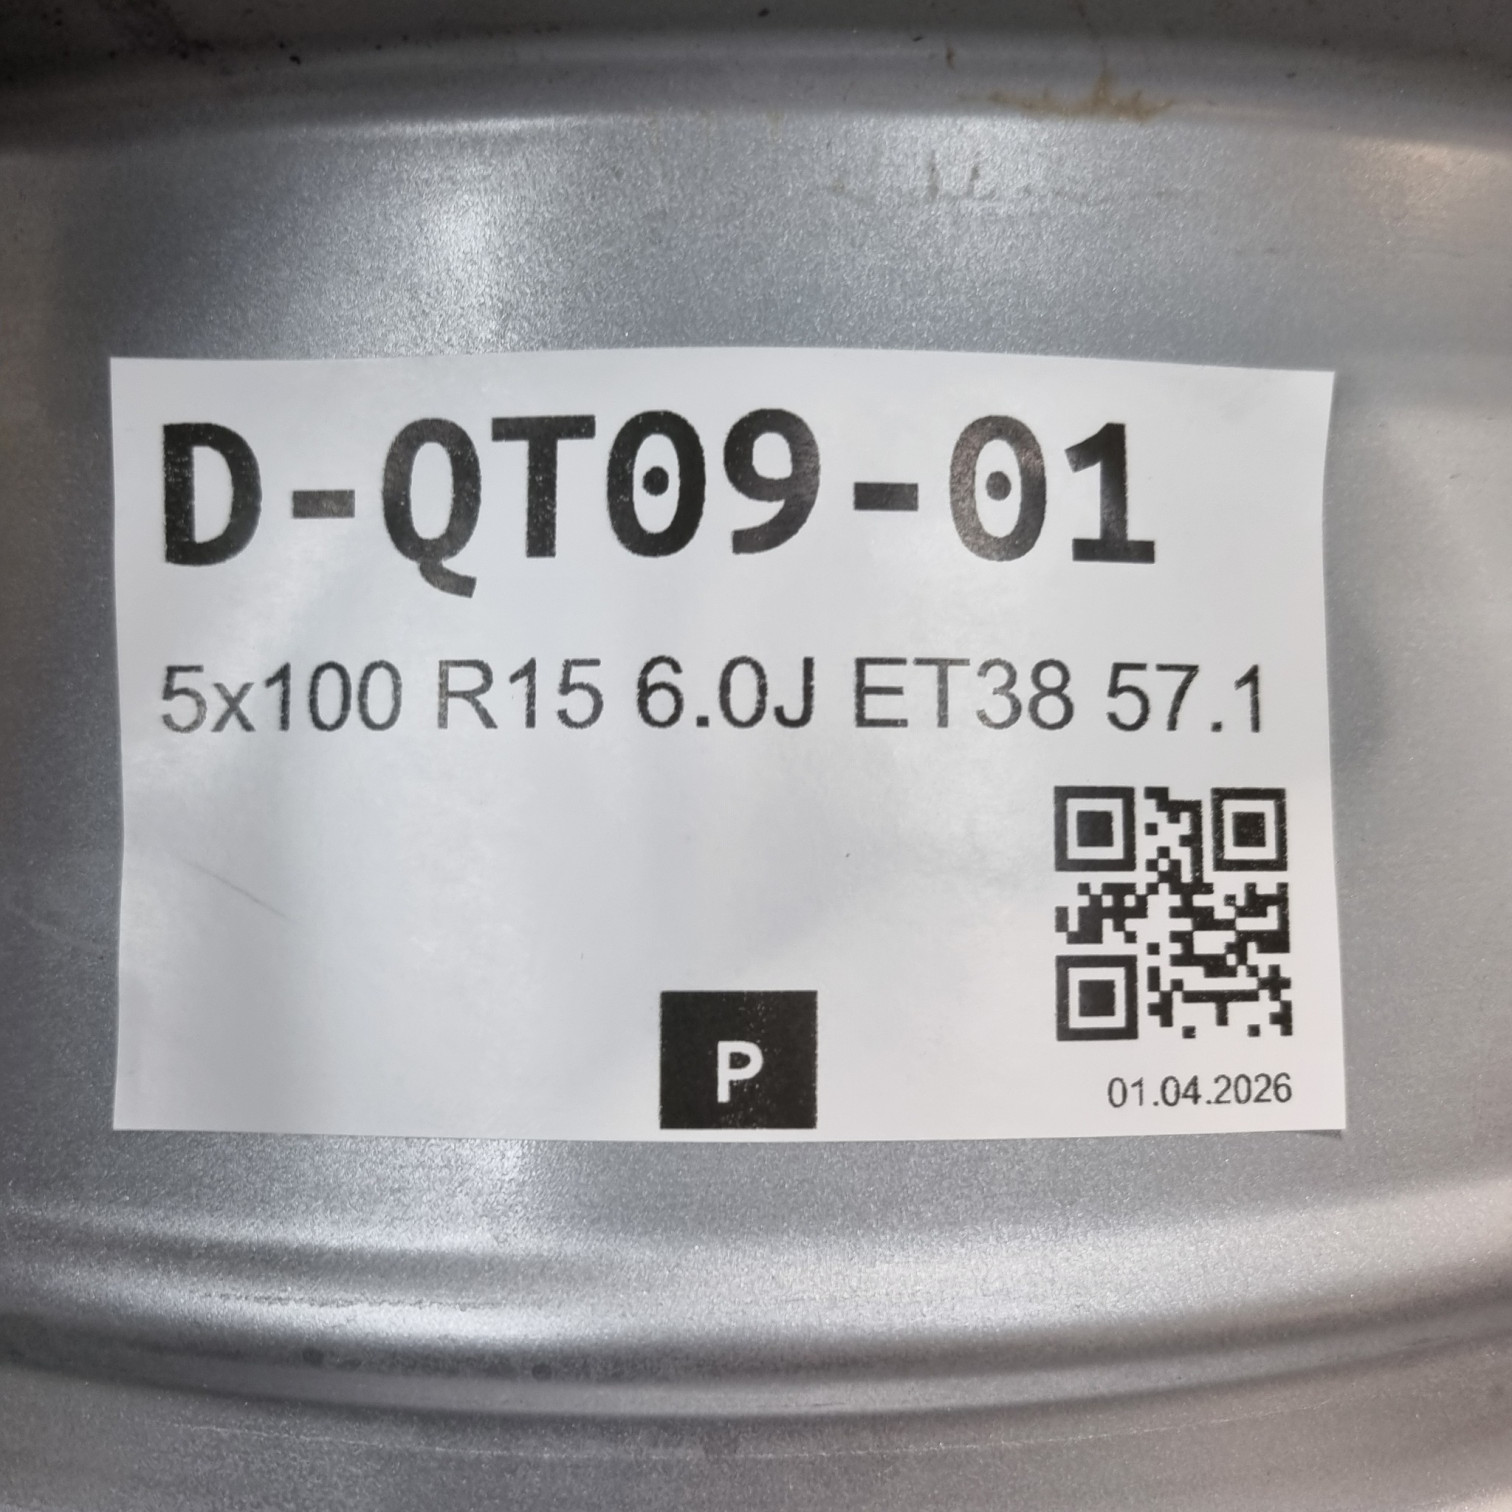 D-QT09-01
5x100 R15 6.0J ET38 57.1
P
01.04.2026